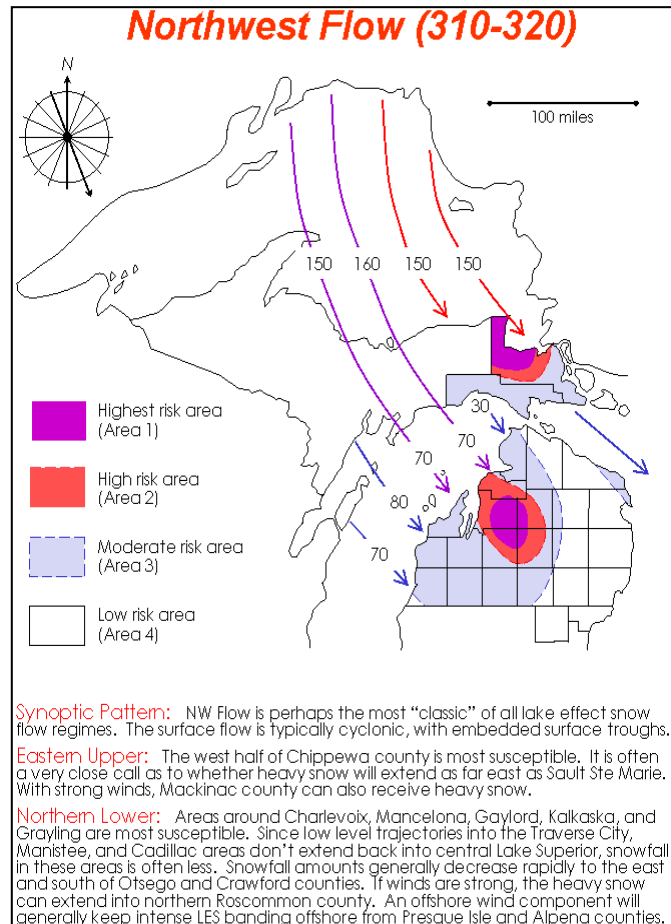 Northwest Flow (310-320)
N
100 miles
150 160 150 150
30
70 70
80
70
Highest risk area
(Area 1)
High risk area
(Area 2)
Moderate risk area
(Area 3)
Low risk area
(Area 4)
Synoptic Pattern: NW Flow is perhaps the most “classic” of all lake effect snow
flow regimes. The surface flow is typically cyclonic, with embedded surface troughs.
Eastern Upper: The west half of Chippewa county is most susceptible. It is often
a very close call as to whether heavy snow will extend as far east as Sault Ste Marie.
With strong winds, Mackinac county can also receive heavy snow.
Northern Lower: Areas around Charlevoix, Mancelona, Gaylord, Kalkaska, and
Grayling are most susceptible. Since low level trajectories into the Traverse City,
Manistee, and Cadillac areas don’t extend back into central Lake Superior, snowfall
in these areas is often less. Snowfall amounts generally decrease rapidly to the east
and south of Otsego and Crawford counties. If winds are strong, the heavy snow
can extend into northern Roscommon county. An offshore wind component will
generally keep intense LES banding offshore from Presque Isle and Alpena counties.